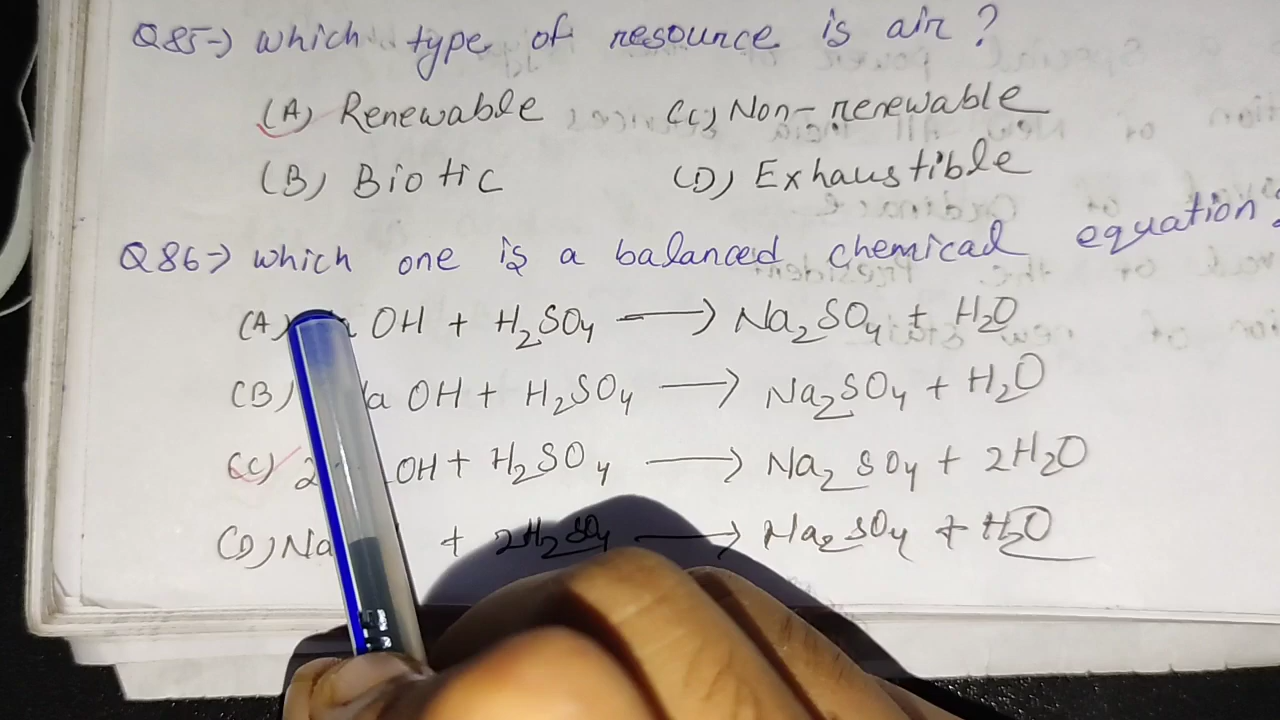 Q85→ which type of resource is air ?
(A) Renewable (C) Non-renewable
(B) Biotic (D) Exhaustible
Q86→ which one is a balanced chemical equation
(A) OH + H₂SO₄ → Na₂SO₄ + H₂O
(B) a OH + H₂SO₄ → Na₂SO₄ + H₂O
(C) 2 OH + H₂SO₄ → Na₂SO₄ + 2H₂O
(D) Na + 2H₂SO₄ → Na₂SO₄ + H₂O